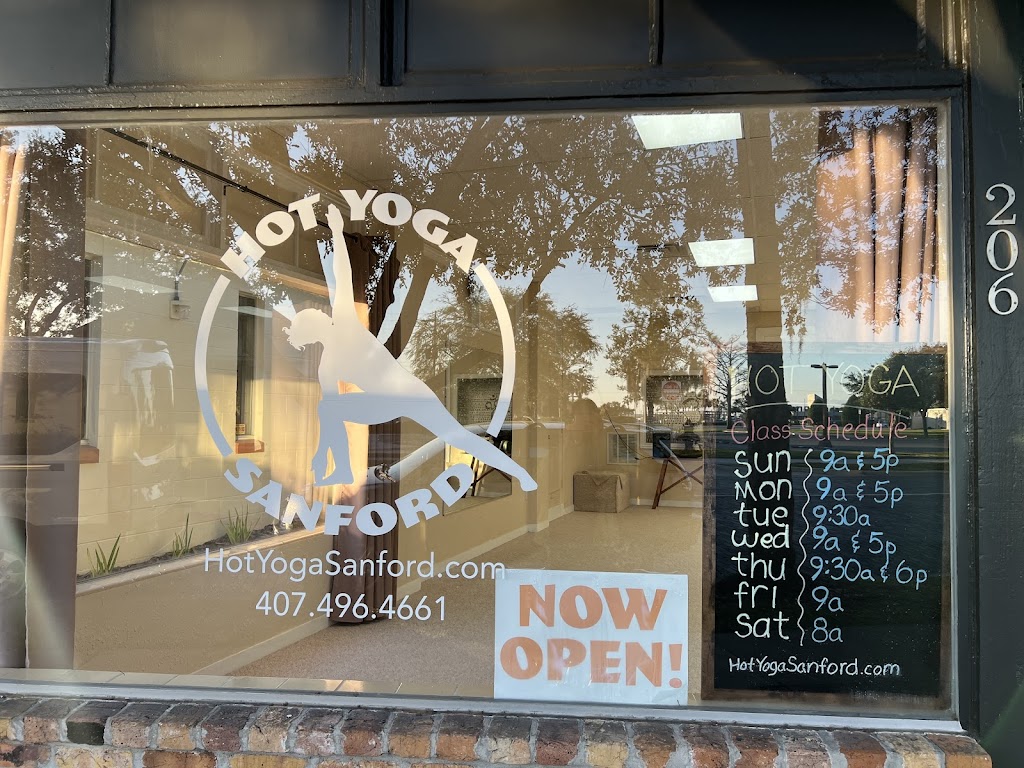 HOT YOGA
SANFORD
HotYogaSanford.com
407.496.4661
NOW
OPEN!
206
HOT YOGA
Class Schedule
Sun 9a & 5p
Mon 9a & 5p
tue 9:30a
wed 9a & 5p
thu 9:30a & 6p
fri 9a
sat 8a
HotYogaSanford.com